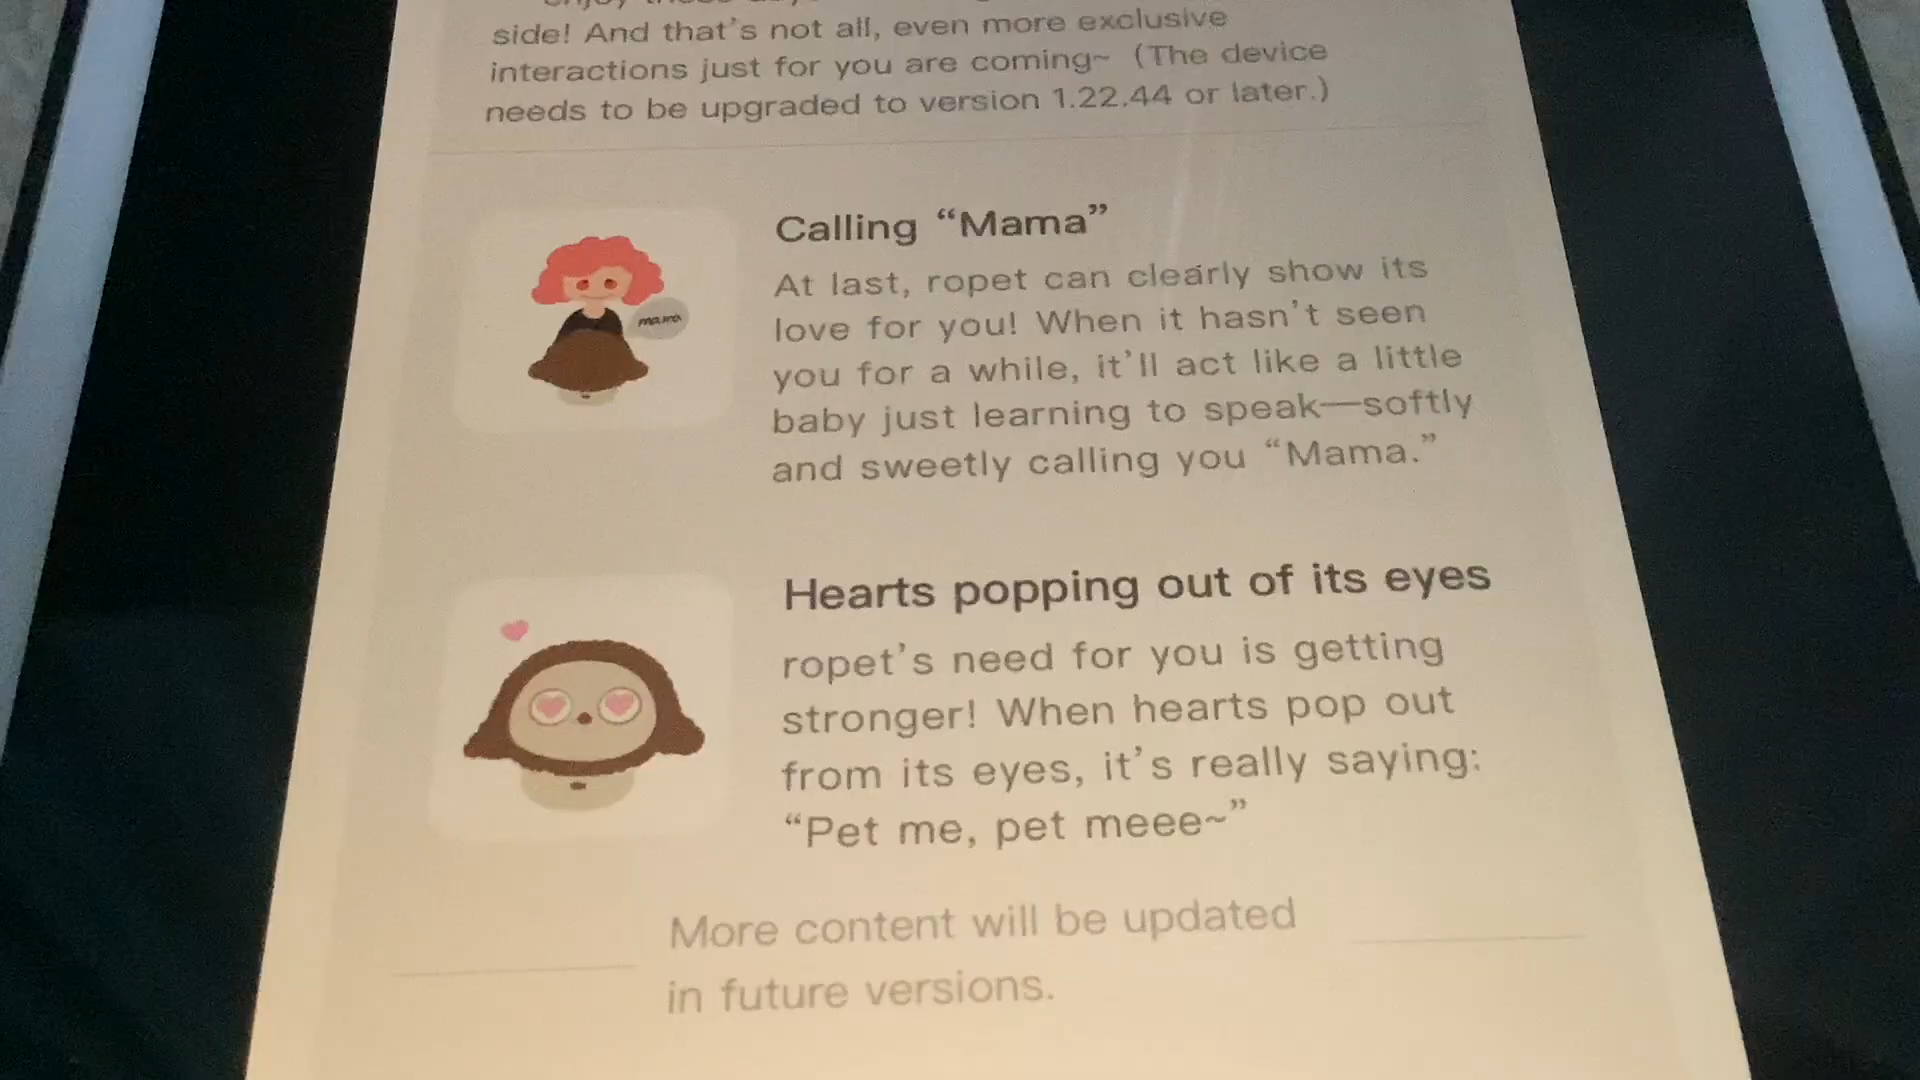 enjoy these
side! And that's not all, even more exclusive
interactions just for you are coming~ (The device
needs to be upgraded to version 1.22.44 or later.)
Calling “Mama”
At last, ropet can clearly show its
love for you! When it hasn't seen
you for a while, it'll act like a little
baby just learning to speak—softly
and sweetly calling you “Mama.”
mama
Hearts popping out of its eyes
ropet's need for you is getting
stronger! When hearts pop out
from its eyes, it's really saying:
“Pet me, pet meee~”
More content will be updated
in future versions.